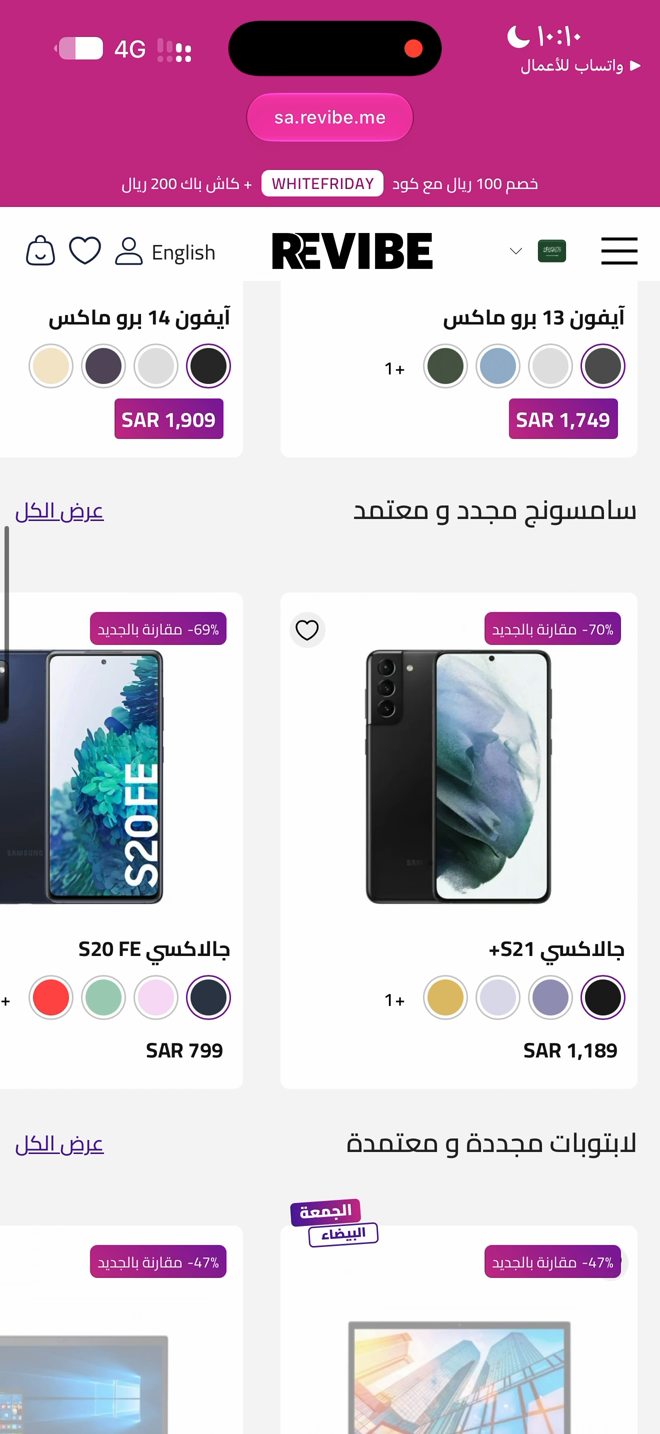 ١٠:١٠
4G
◀ واتساب للأعمال
sa.revibe.me
خصم 100 ريال مع كود WHITEFRIDAY + كاش باك 200 ريال
REVIBE
English
آيفون 13 برو ماكس
+1
SAR 1,749
آيفون 14 برو ماكس
SAR 1,909
سامسونج مجدد و معتمد
عرض الكل
-70% مقارنة بالجديد
SAMSUNG
جالاكسي S21+
+1
SAR 1,189
-69% مقارنة بالجديد
S20 FE
جالاكسي S20 FE
+
SAR 799
لابتوبات مجددة و معتمدة
عرض الكل
الجمعة
البيضاء
-47% مقارنة بالجديد
-47% مقارنة بالجديد